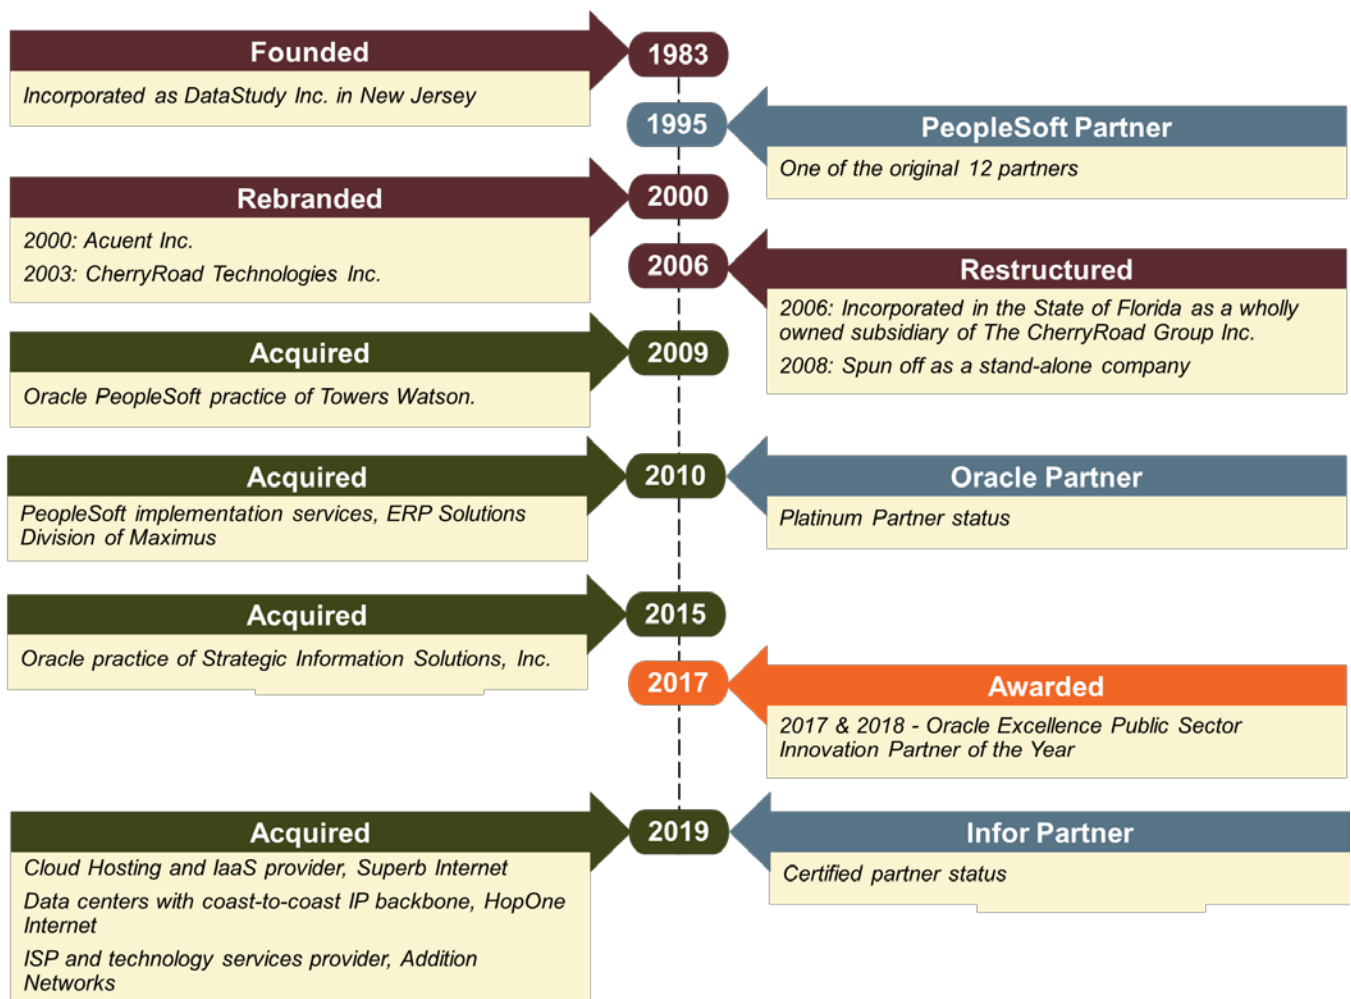 Founded
1983
Incorporated as DataStudy Inc. in New Jersey
1995
PeopleSoft Partner
One of the original 12 partners
Rebranded
2000
2000: Acuent Inc.
2003: CherryRoad Technologies Inc.
2006
Restructured
2006: Incorporated in the State of Florida as a wholly
owned subsidiary of The CherryRoad Group Inc.
2008: Spun off as a stand-alone company
Acquired
2009
Oracle PeopleSoft practice of Towers Watson.
Acquired
2010
Oracle Partner
PeopleSoft implementation services, ERP Solutions
Division of Maximus
Platinum Partner status
Acquired
2015
Oracle practice of Strategic Information Solutions, Inc.
2017
Awarded
2017 & 2018 - Oracle Excellence Public Sector
Innovation Partner of the Year
Acquired
2019
Infor Partner
Cloud Hosting and IaaS provider, Superb Internet
Data centers with coast-to-coast IP backbone, HopOne
Internet
ISP and technology services provider, Addition
Networks
Certified partner status